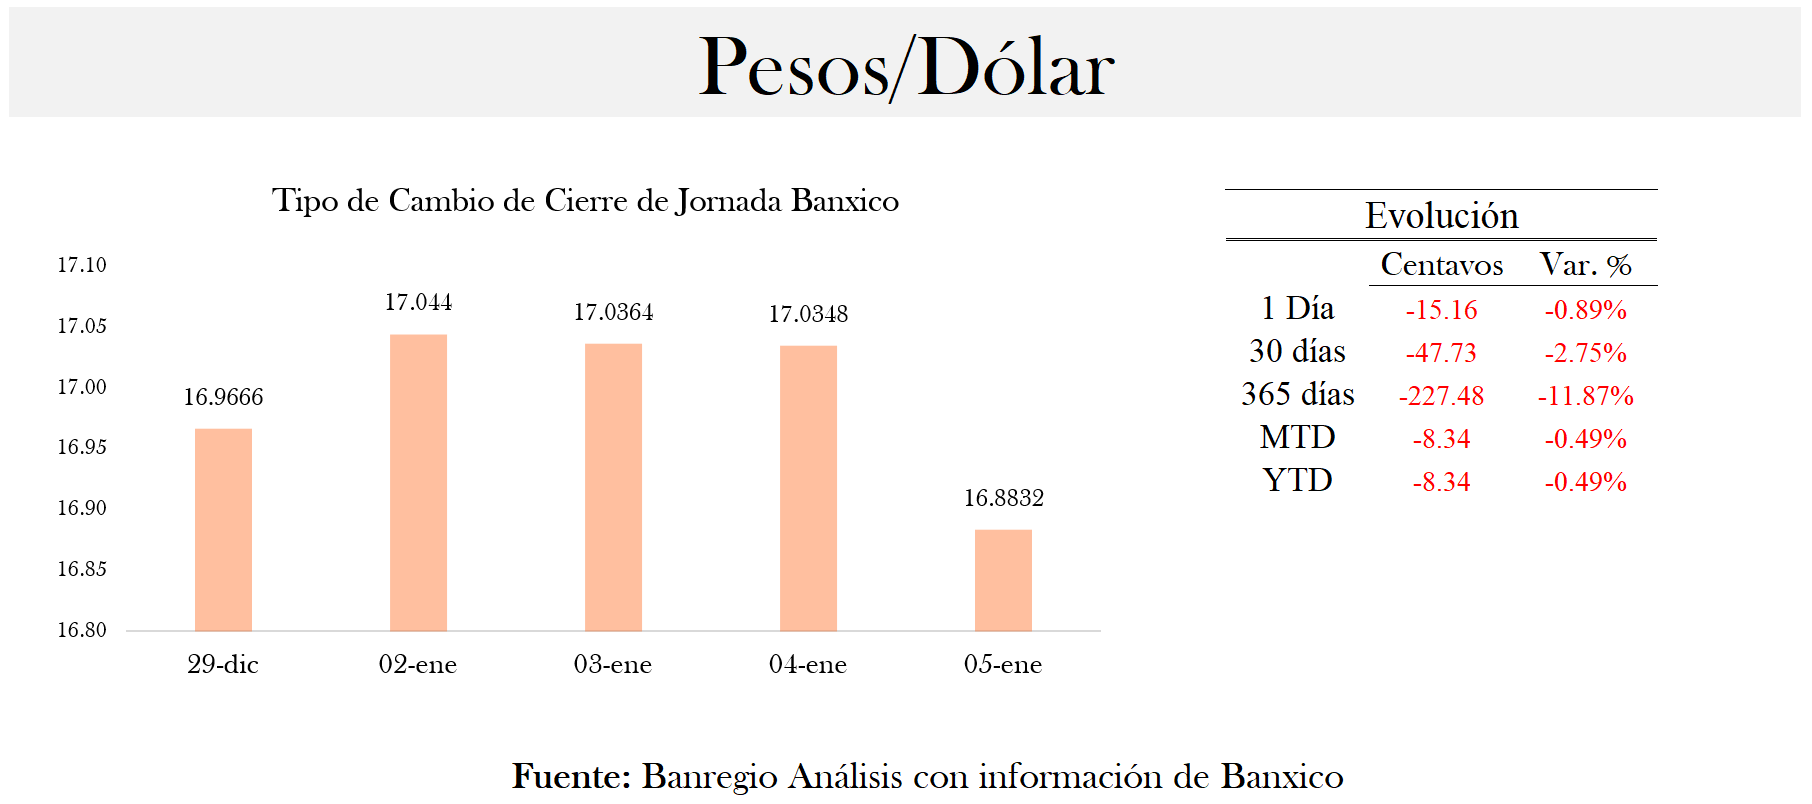 Pesos/Dólar
Tipo de Cambio de Cierre de Jornada Banxico
17.10
17.05
17.00
16.95
16.90
16.85
16.80
16.9666
17.044
17.0364
17.0348
16.8832
29-dic
02-ene
03-ene
04-ene
05-ene
Evolución
Centavos Var. %
1 Día -15.16 -0.89%
30 días -47.73 -2.75%
365 días -227.48 -11.87%
MTD -8.34 -0.49%
YTD -8.34 -0.49%
Fuente: Banregio Análisis con información de Banxico